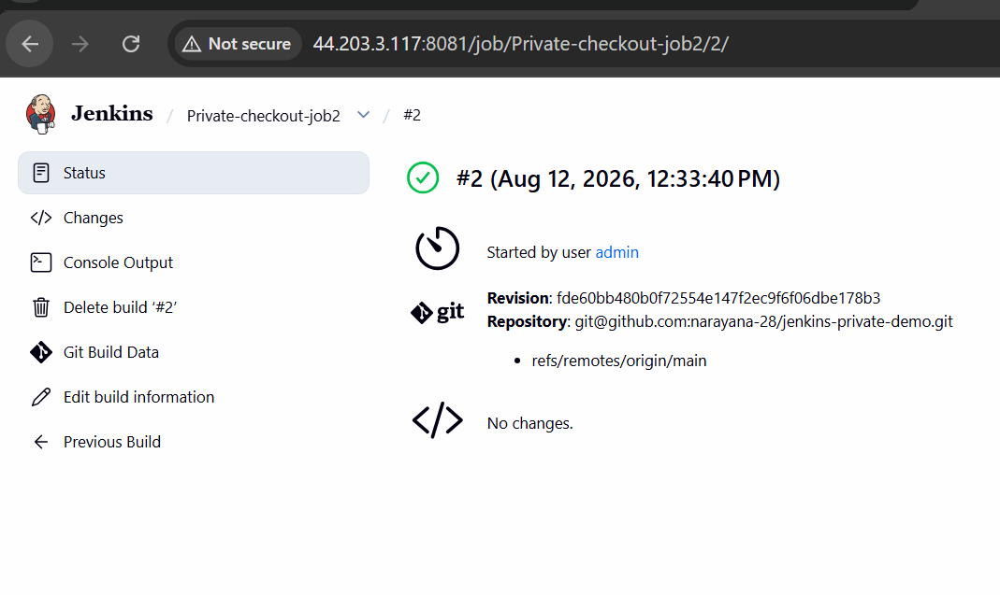 Not secure 44.203.3.117:8081/job/Private-checkout-job2/2/
Jenkins / Private-checkout-job2 / #2
Status
Changes
Console Output
Delete build ‘#2’
Git Build Data
Edit build information
Previous Build
#2 (Aug 12, 2026, 12:33:40 PM)
Started by user admin
git
Revision: fde60bb480b0f72554e147f2ec9f6f06dbe178b3
Repository: git@github.com:narayana-28/jenkins-private-demo.git
• refs/remotes/origin/main
No changes.